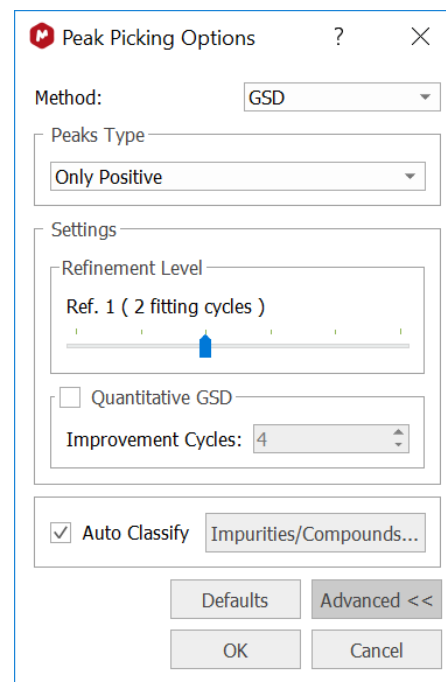 Peak Picking Options ?
Method: GSD
Peaks Type
Only Positive
Settings
Refinement Level
Ref. 1 ( 2 fitting cycles )
Quantitative GSD
Improvement Cycles: 4
Auto Classify Impurities/Compounds...
Defaults Advanced <<
OK Cancel